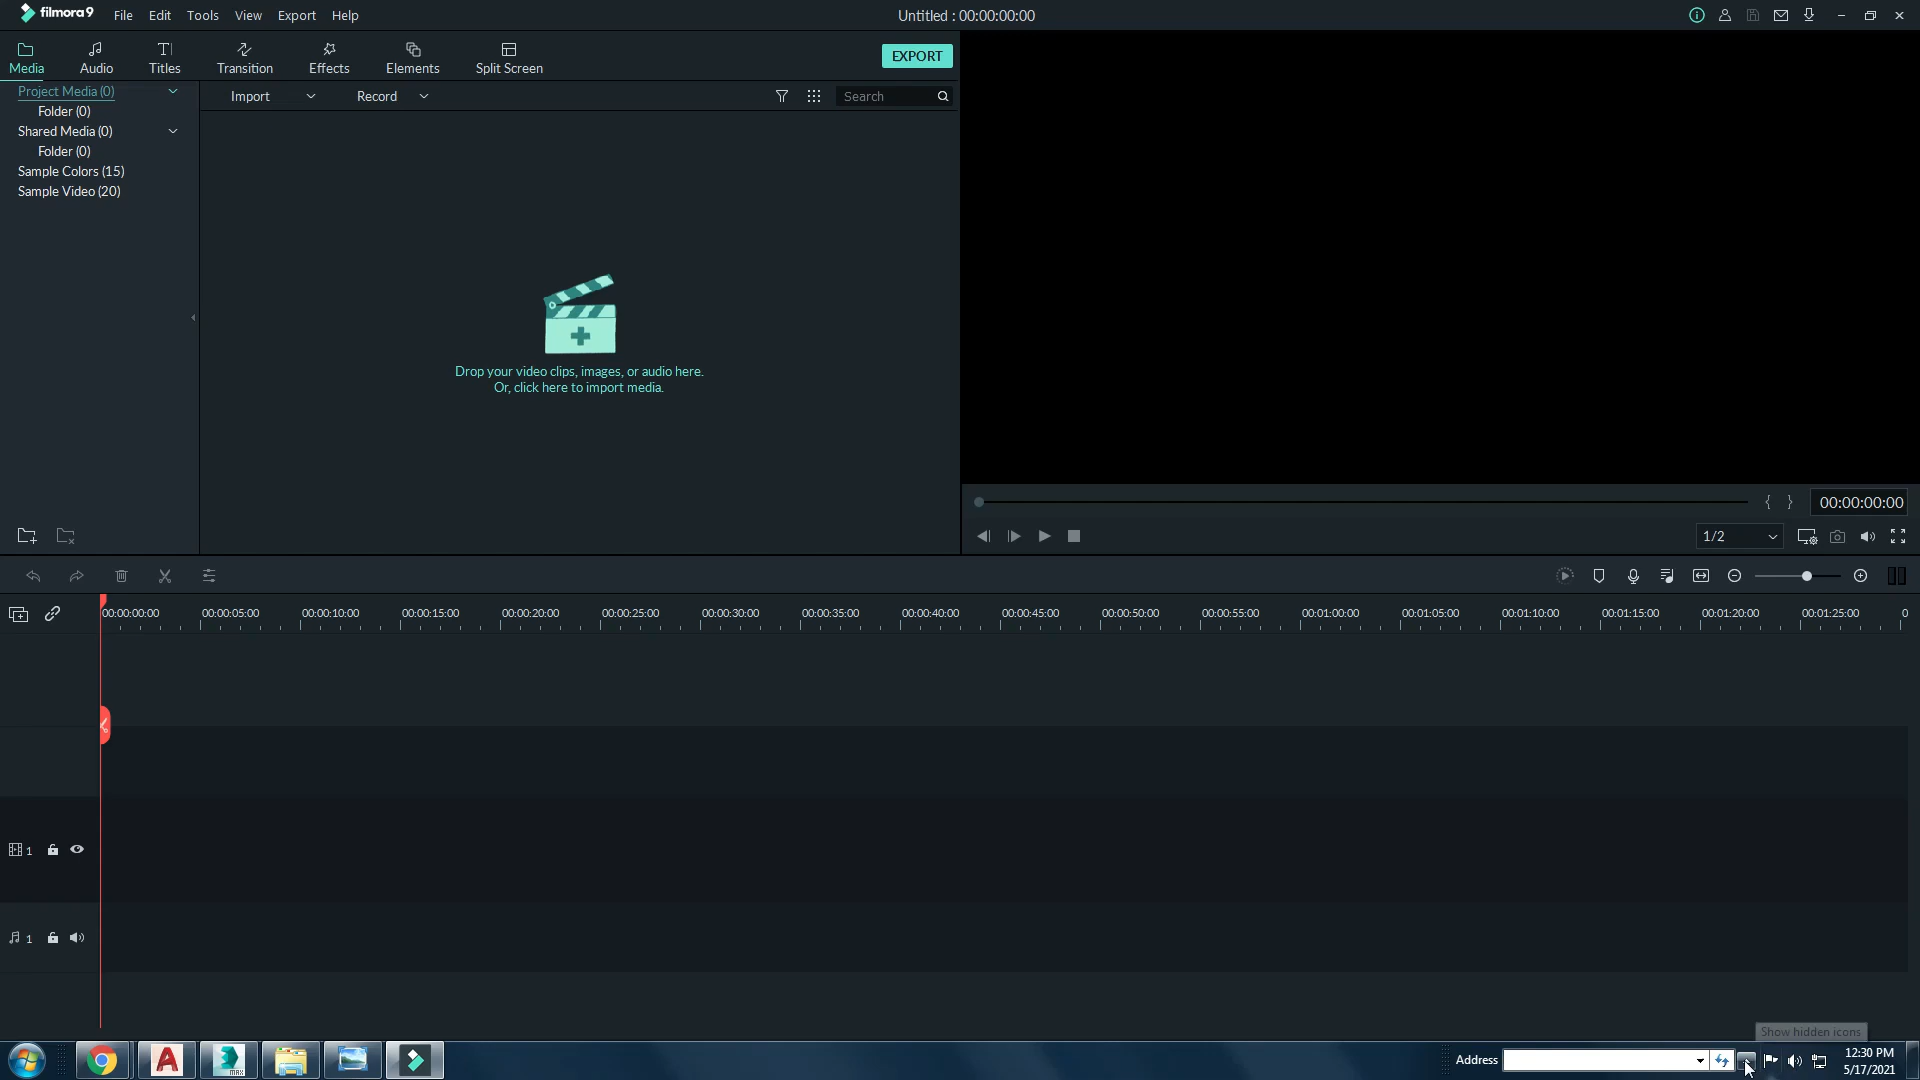 filmora9 File Edit Tools View Export Help Untitled : 00:00:00:00
Media Audio Titles Transition Effects Elements Split Screen EXPORT
Project Media (0)
Folder (0)
Shared Media (0)
Folder (0)
Sample Colors (15)
Sample Video (20)
Import Record Search
Drop your video clips, images, or audio here.
Or, click here to import media.
{ } 00:00:00:00
1/2
00:00:00:00 00:00:05:00 00:00:10:00 00:00:15:00 00:00:20:00 00:00:25:00 00:00:30:00 00:00:35:00 00:00:40:00 00:00:45:00 00:00:50:00 00:00:55:00 00:01:00:00 00:01:05:00 00:01:10:00 00:01:15:00 00:01:20:00 00:01:25:00 0
1
1
Show hidden icons
A MAX Address 12:30 PM
5/17/2021